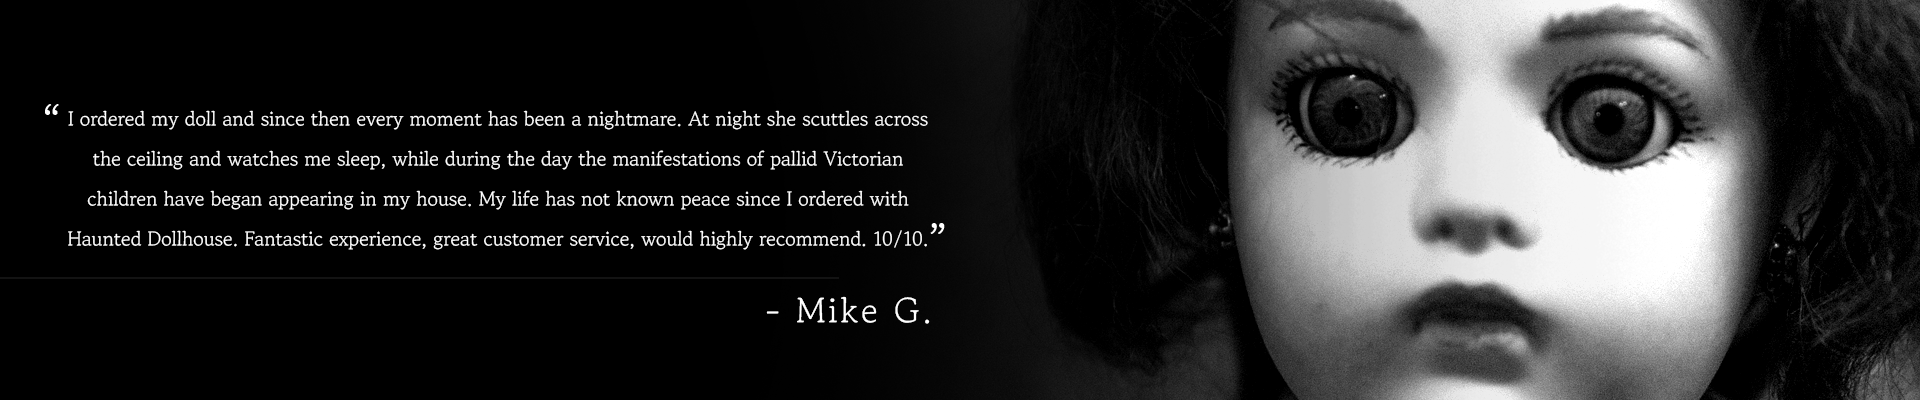 “ I ordered my doll and since then every moment has been a nightmare. At night she scuttles across
the ceiling and watches me sleep, while during the day the manifestations of pallid Victorian
children have began appearing in my house. My life has not known peace since I ordered with
Haunted Dollhouse. Fantastic experience, great customer service, would highly recommend. 10/10.”
- Mike G.